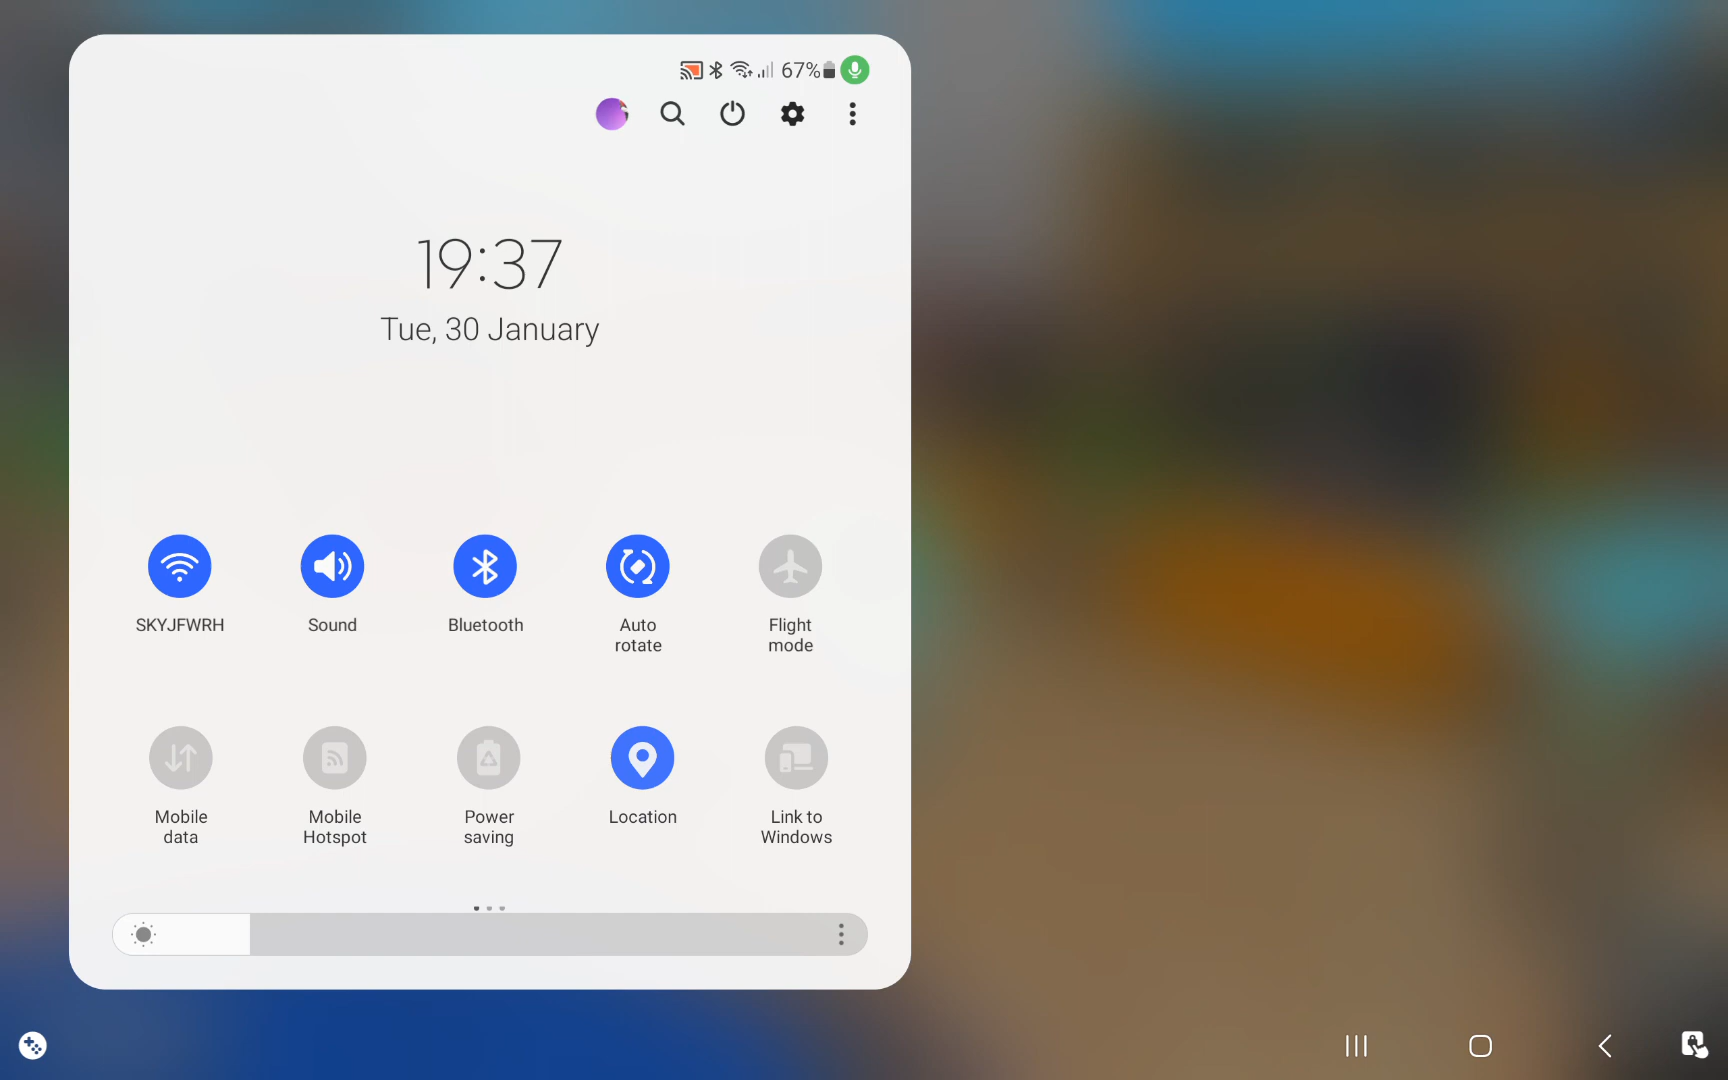 67%
19:37
Tue, 30 January
SKYJFWRH
Sound
Bluetooth
Auto
rotate
Flight
mode
Mobile
data
Mobile
Hotspot
Power
saving
Location
Link to
Windows